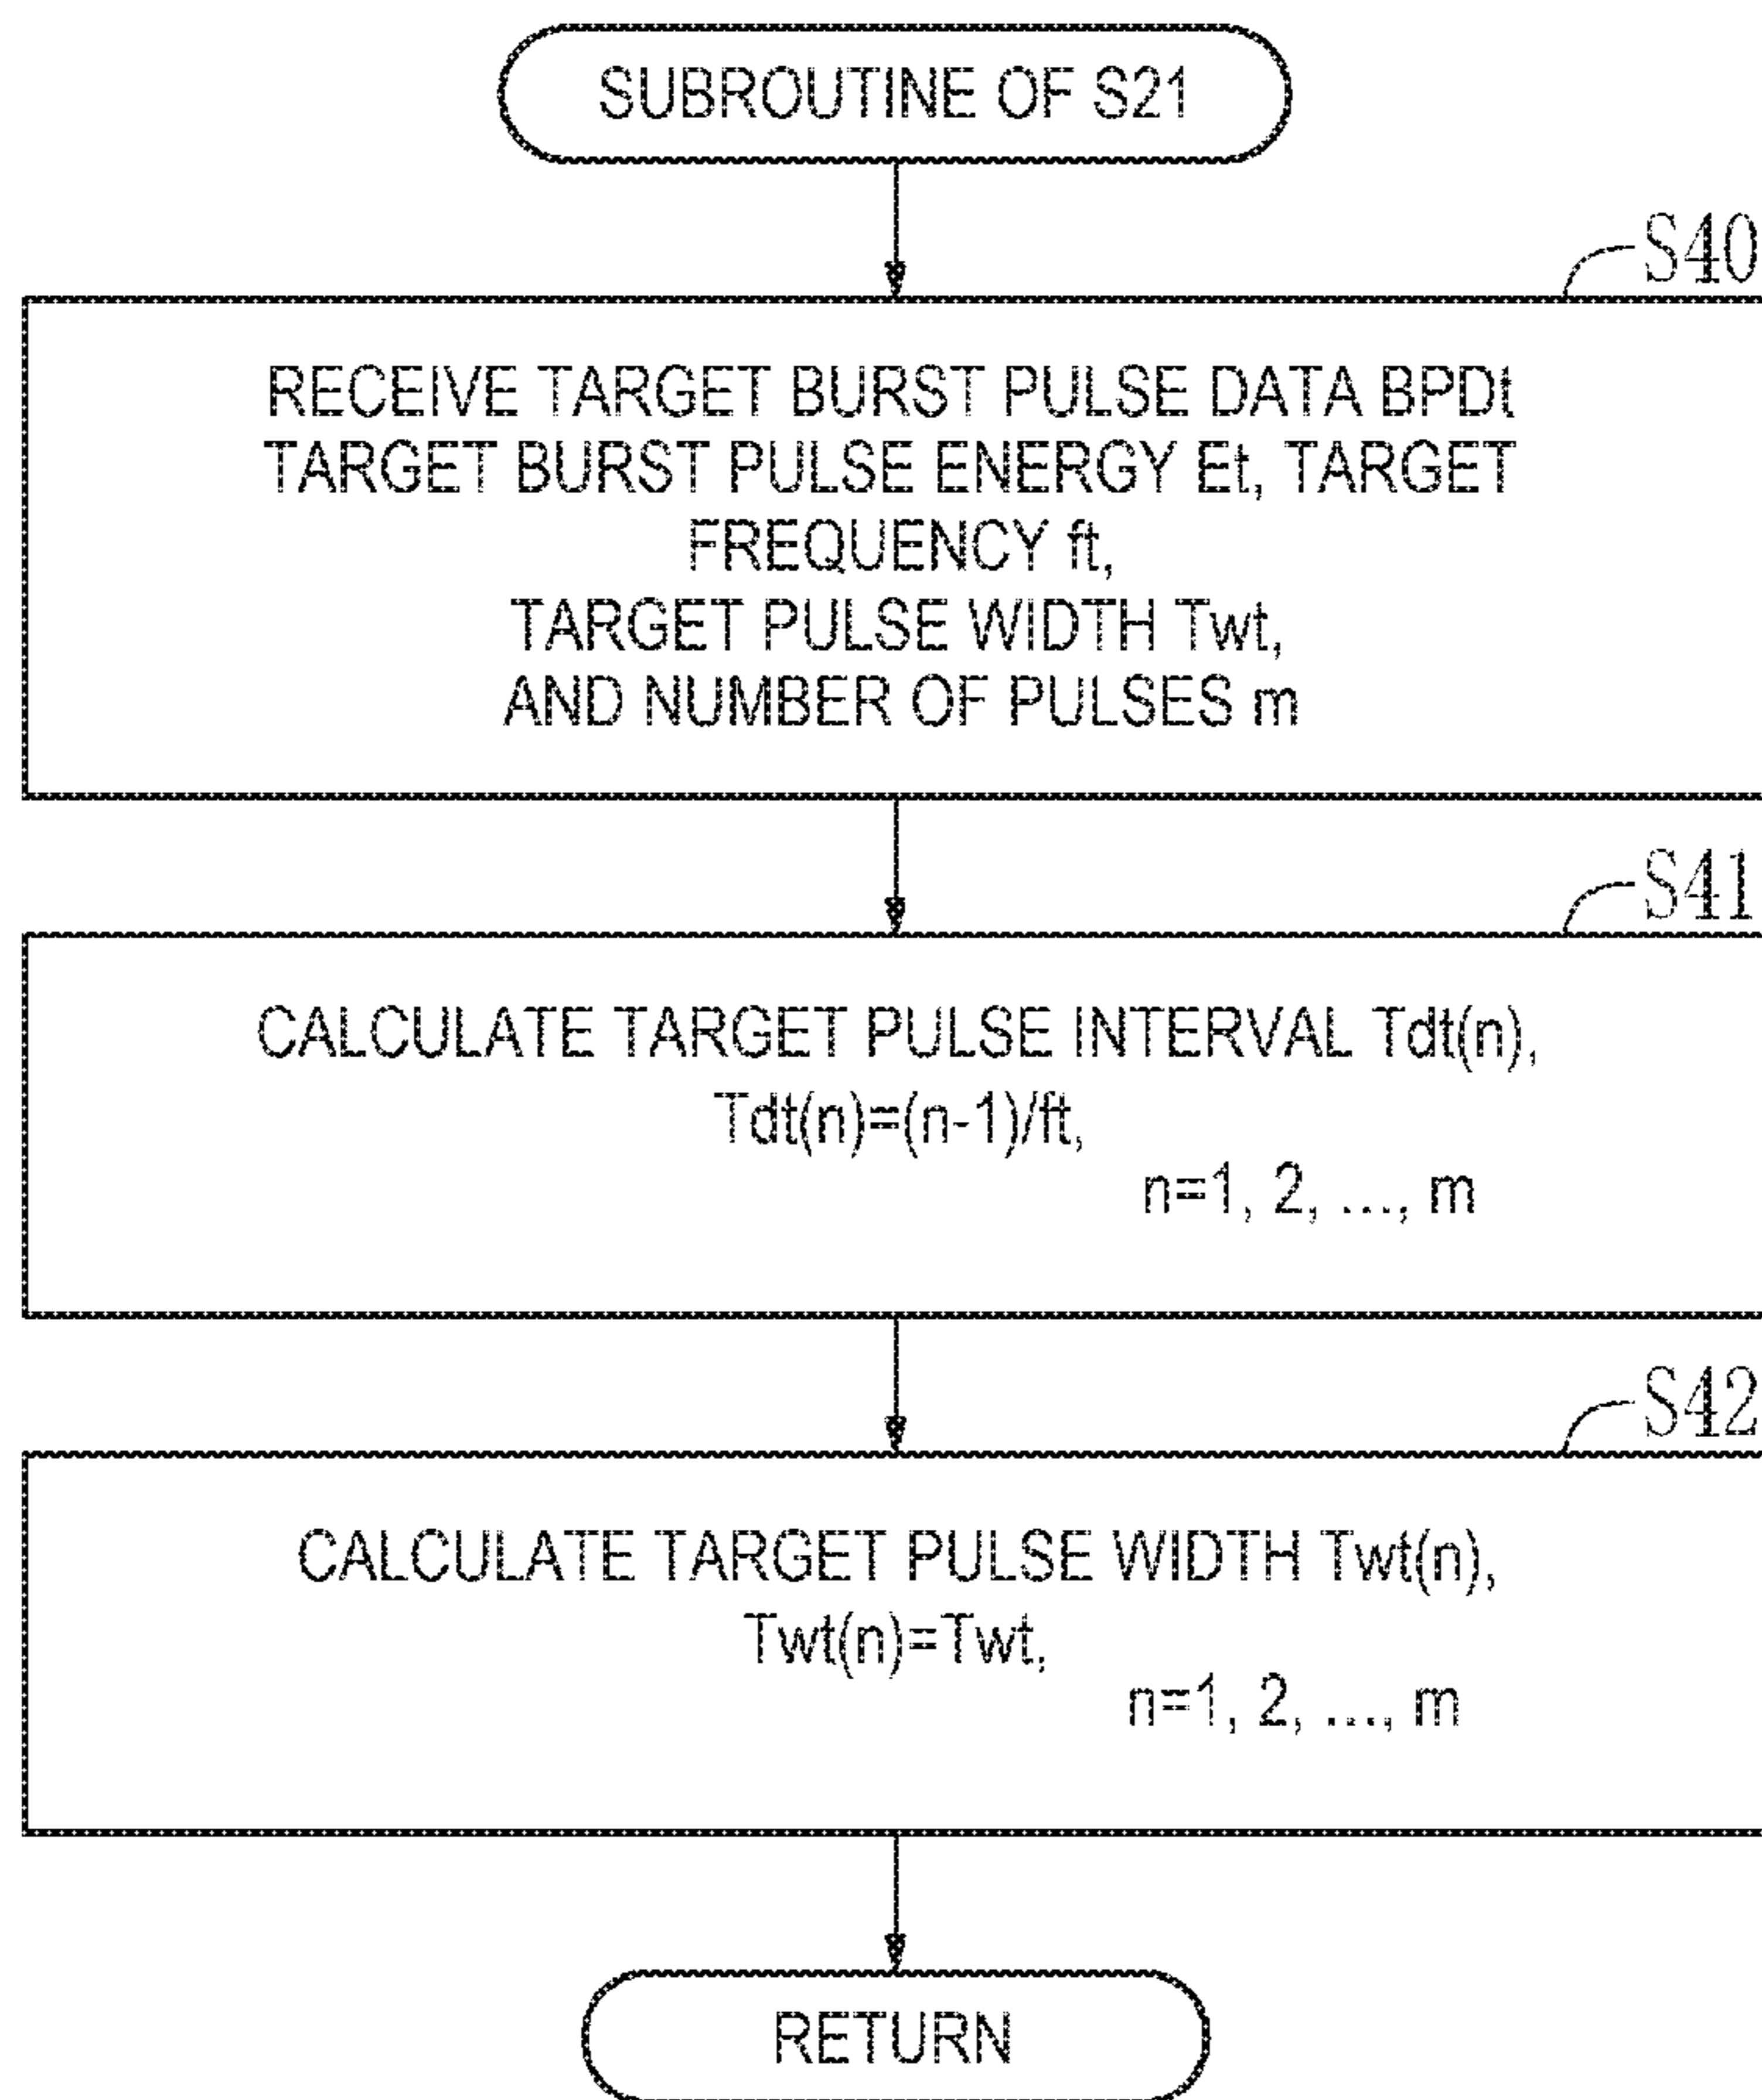 SUBROUTINE OF S21
S40
RECEIVE TARGET BURST PULSE DATA BPDt
TARGET BURST PULSE ENERGY Et, TARGET
FREQUENCY ft,
TARGET PULSE WIDTH Twt,
AND NUMBER OF PULSES m
S41
CALCULATE TARGET PULSE INTERVAL Tdt(n),
Tdt(n)=(n-1)/ft,
n=1, 2, ..., m
S42
CALCULATE TARGET PULSE WIDTH Twt(n),
Twt(n)=Twt,
n=1, 2, ..., m
RETURN